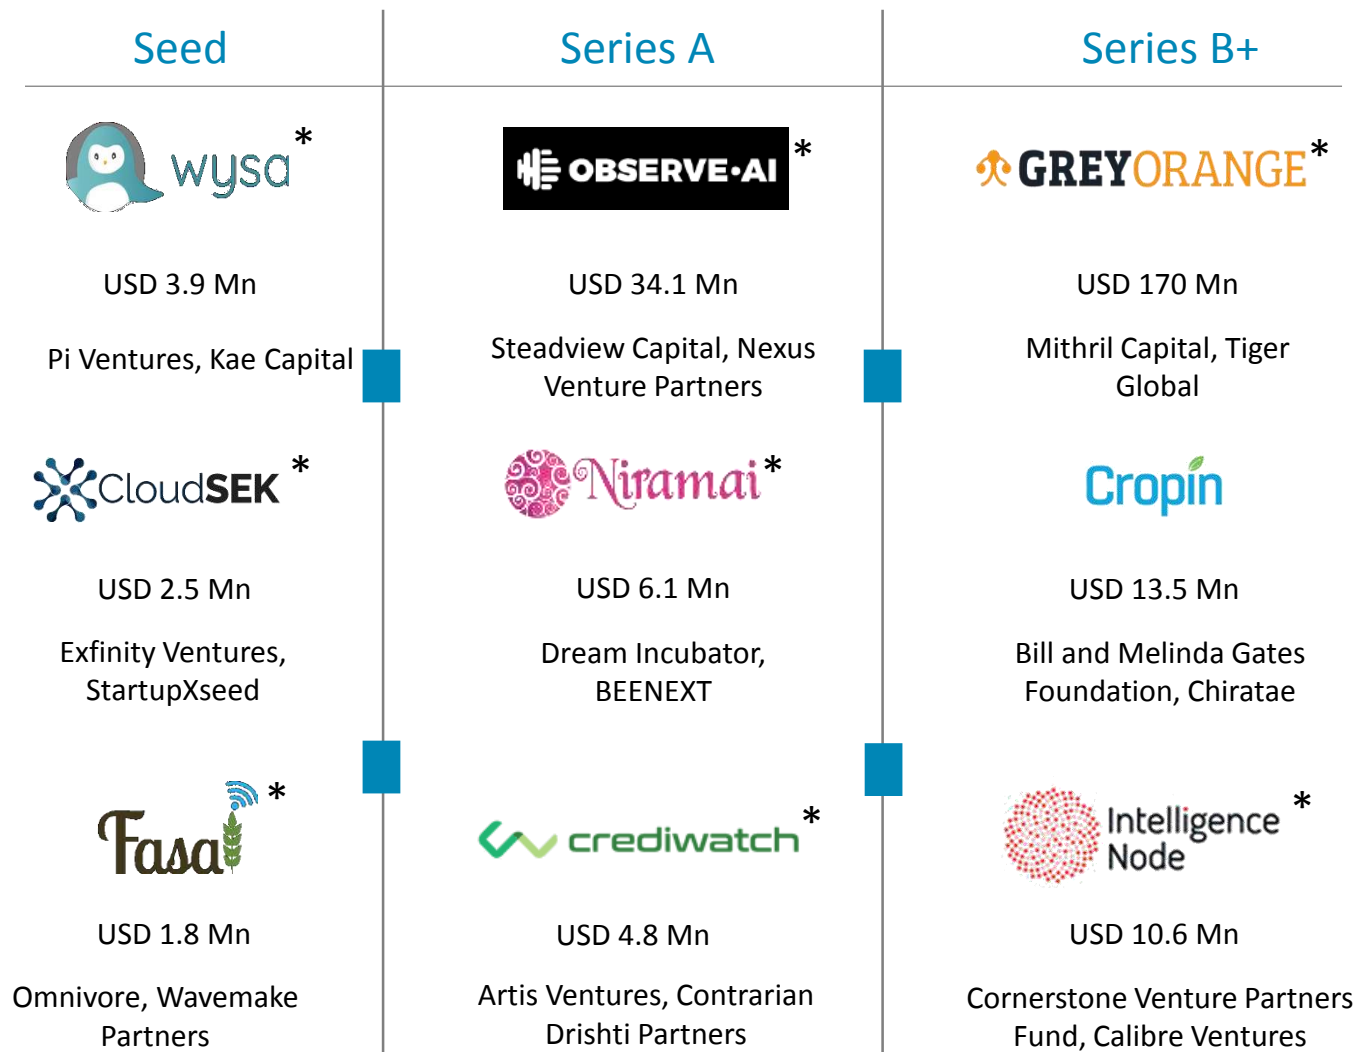 Seed
Series A
Series B+
wysa*
OBSERVE•AI*
GREYORANGE*
USD 3.9 Mn
USD 34.1 Mn
USD 170 Mn
Pi Ventures, Kae Capital
Steadview Capital, Nexus
Venture Partners
Mithril Capital, Tiger
Global
CloudSEK*
Niramai*
Cropin
USD 2.5 Mn
USD 6.1 Mn
USD 13.5 Mn
Exfinity Ventures,
StartupXseed
Dream Incubator,
BEENEXT
Bill and Melinda Gates
Foundation, Chiratae
Fasal*
crediwatch*
Intelligence
Node*
USD 1.8 Mn
USD 4.8 Mn
USD 10.6 Mn
Omnivore, Wavemake
Partners
Artis Ventures, Contrarian
Drishti Partners
Cornerstone Venture Partners
Fund, Calibre Ventures